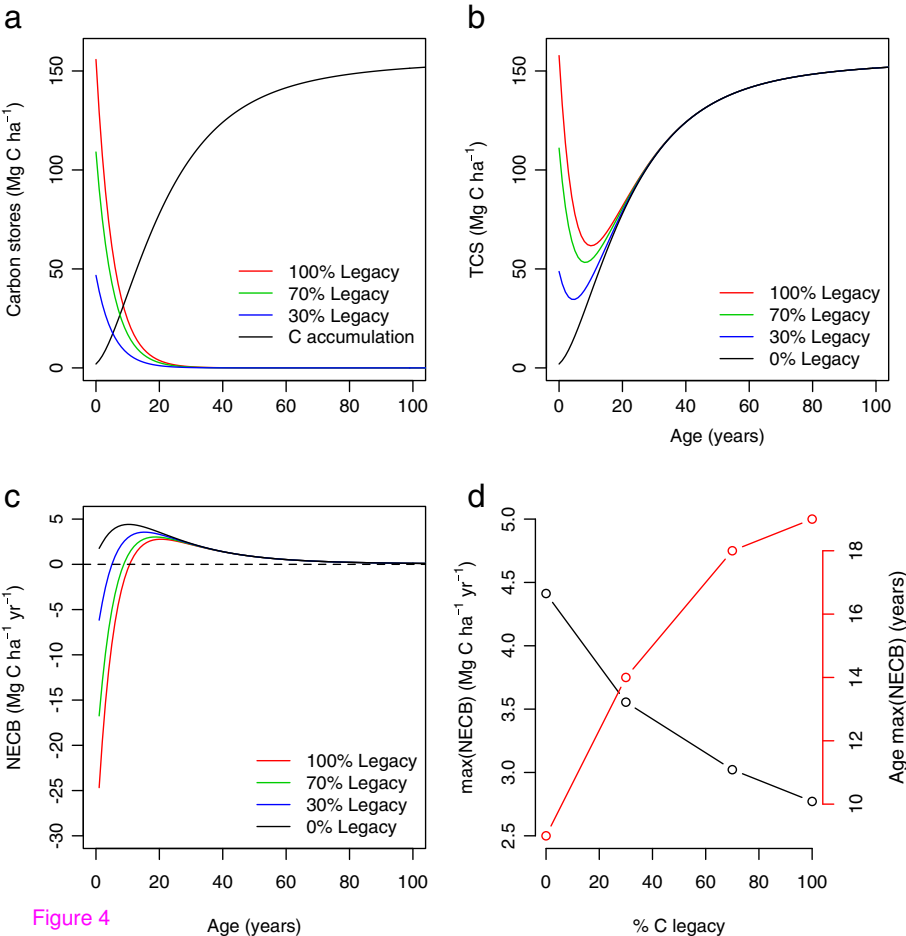 a
Carbon stores (Mg C ha⁻¹)
150
100
50
0
100% Legacy
70% Legacy
30% Legacy
C accumulation
0 20 40 60 80 100
b
TCS (Mg C ha⁻¹)
150
100
50
0
100% Legacy
70% Legacy
30% Legacy
0% Legacy
0 20 40 60 80 100
Age (years)
c
NECB (Mg C ha⁻¹ yr⁻¹)
5
0
-5
-10
-15
-20
-25
-30
100% Legacy
70% Legacy
30% Legacy
0% Legacy
0 20 40 60 80 100
Age (years)
d
max(NECB) (Mg C ha⁻¹ yr⁻¹)
5.0
4.5
4.0
3.5
3.0
2.5
18
16
14
12
10
Age max(NECB) (years)
0 20 40 60 80 100
% C legacy
Figure 4